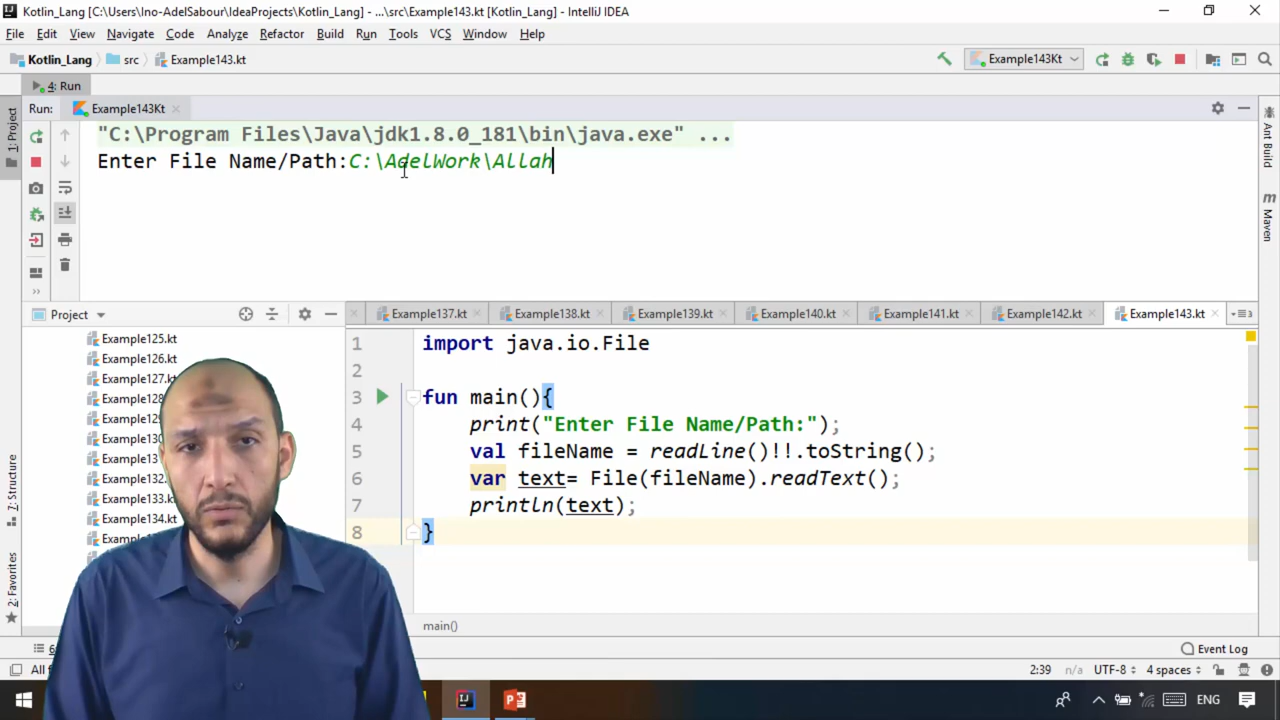 Kotlin_Lang [C:\Users\Ino-AdelSabour\IdeaProjects\Kotlin_Lang] - ...\src\Example143.kt [Kotlin_Lang] - IntelliJ IDEA
File Edit View Navigate Code Analyze Refactor Build Run Tools VCS Window Help
Kotlin_Lang src Example143.kt Example143Kt
4: Run
Run: Example143Kt
"C:\Program Files\Java\jdk1.8.0_181\bin\java.exe" ...
Enter File Name/Path:C:\AdelWork\Allah
1: Project
Ant Build
Maven
Project
Example137.kt Example138.kt Example139.kt Example140.kt Example141.kt Example142.kt Example143.kt
Example125.kt
Example126.kt
Example127.kt
Example128
Example129
Example130
Example13
Example132.
Example133.kt
Example134.kt
1 import java.io.File
2
3 fun main(){
4 print("Enter File Name/Path:");
5 val fileName = readLine()!!.toString();
6 var text= File(fileName).readText();
7 println(text);
8 }
7: Structure
2: Favorites
main()
Event Log
2:39 n/a UTF-8 4 spaces
ENG